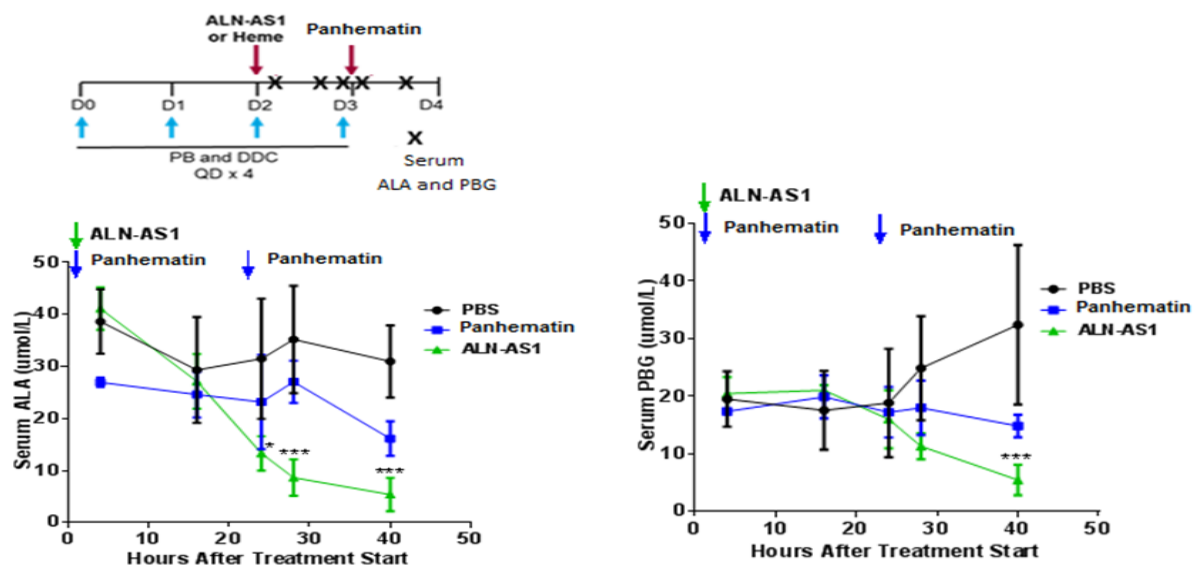 ALN-AS1
or Heme
Panhematin
D0 D1 D2 D3 D4
PB and DDC
QD x 4
X
Serum
ALA and PBG
ALN-AS1
Panhematin
Panhematin
50
40
30
20
10
0
Serum ALA (umol/L)
PBS
Panhematin
ALN-AS1
*
***
***
0 10 20 30 40 50
Hours After Treatment Start
ALN-AS1
Panhematin
Panhematin
50
40
30
20
10
0
Serum PBG (umol/L)
PBS
Panhematin
ALN-AS1
***
0 10 20 30 40 50
Hours After Treatment Start